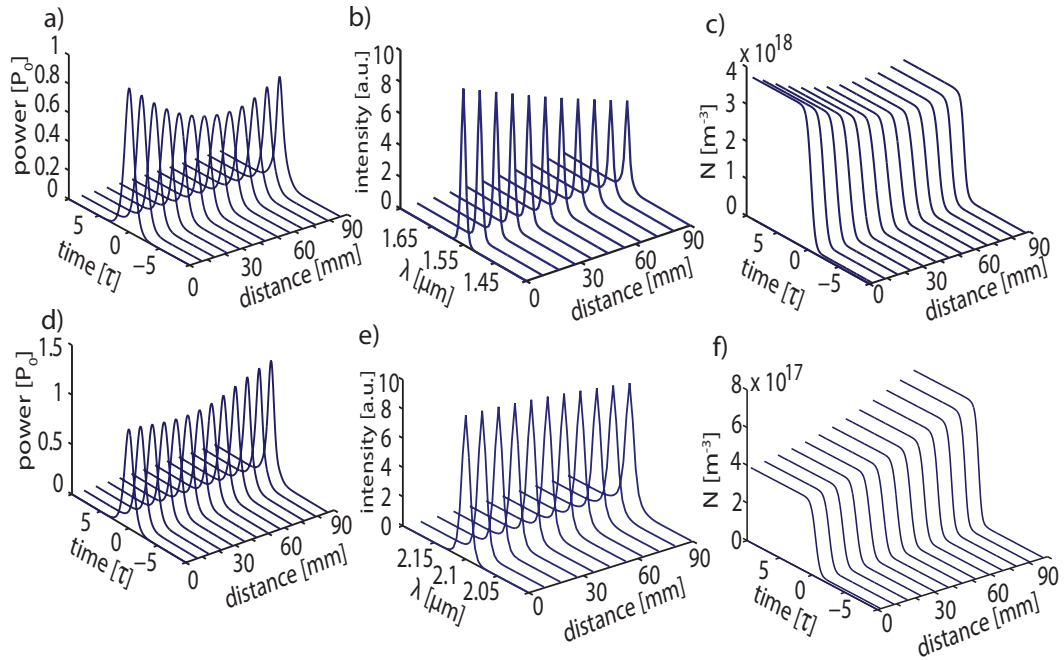 a)
power [P₀]
1
0.8
0.6
0.4
0.2
0
5
0
−5
time [τ]
0
30
60
90
distance [mm]
b)
intensity [a.u.]
10
8
6
4
2
0
1.65
1.55
1.45
λ [μm]
0
30
60
90
distance [mm]
c)
x 10¹⁸
N [m⁻³]
4
3
2
1
0
5
0
−5
time [τ]
0
30
60
90
distance [mm]
d)
power [P₀]
1.5
1
0.5
0
5
0
−5
time [τ]
0
30
60
90
distance [mm]
e)
intensity [a.u.]
10
8
6
4
2
0
2.15
2.1
2.05
λ [μm]
0
30
60
90
distance [mm]
f)
x 10¹⁷
N [m⁻³]
8
6
4
2
0
5
0
−5
time [τ]
0
30
60
90
distance [mm]